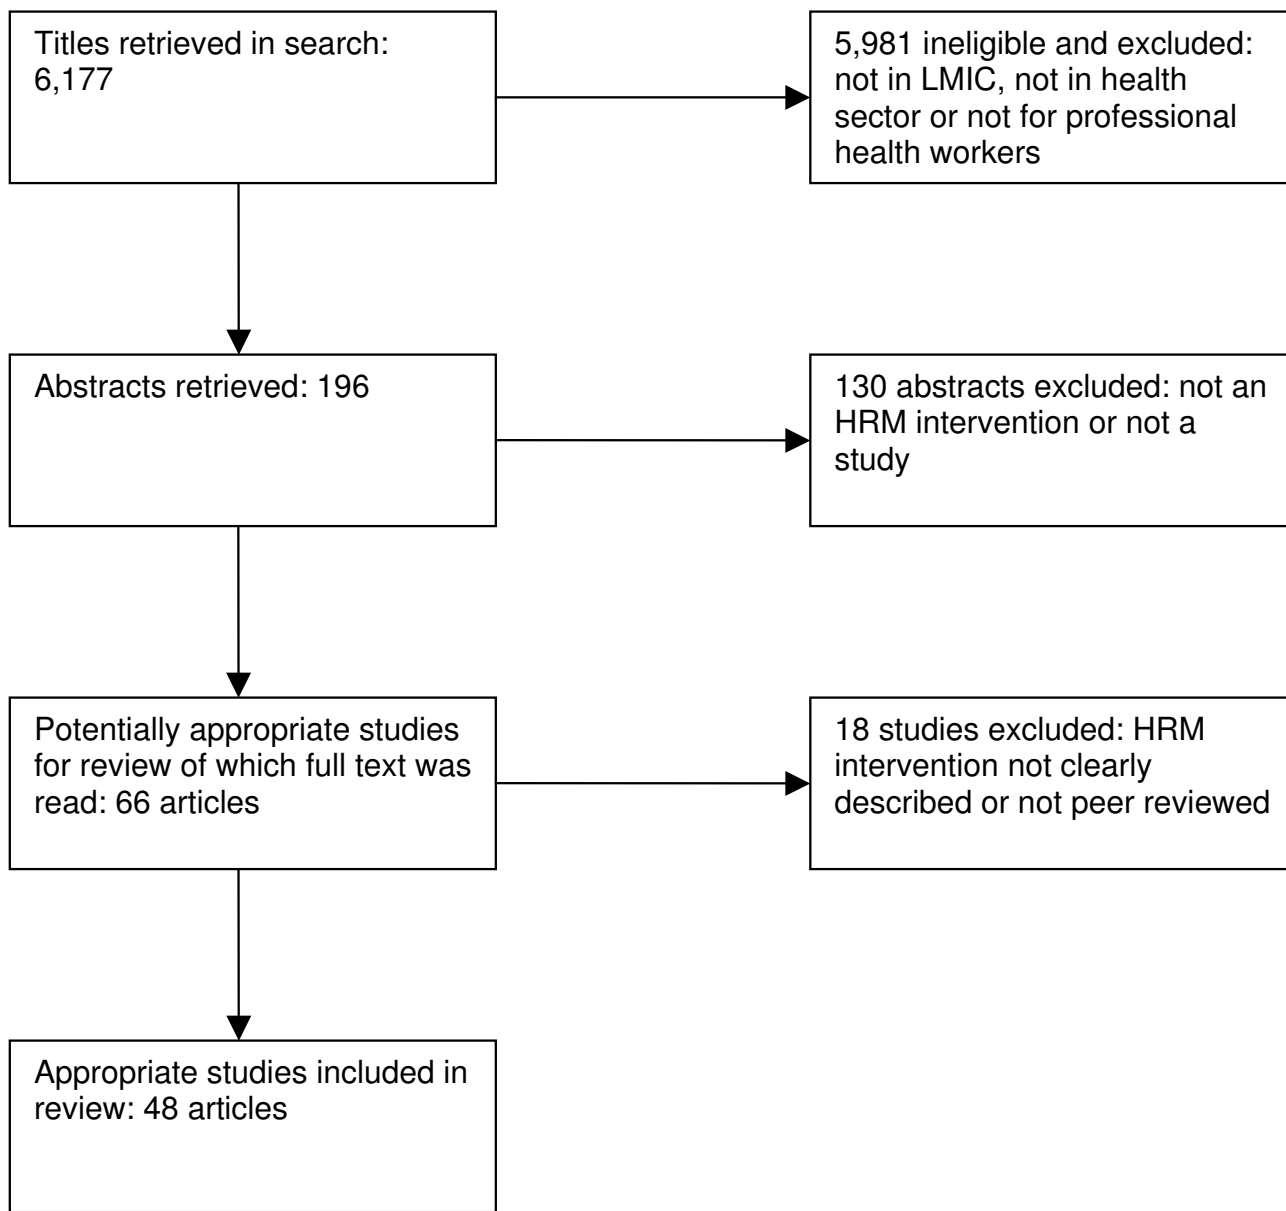 Titles retrieved in search:
6,177
5,981 ineligible and excluded:
not in LMIC, not in health
sector or not for professional
health workers
Abstracts retrieved: 196
130 abstracts excluded: not an
HRM intervention or not a
study
Potentially appropriate studies
for review of which full text was
read: 66 articles
18 studies excluded: HRM
intervention not clearly
described or not peer reviewed
Appropriate studies included in
review: 48 articles